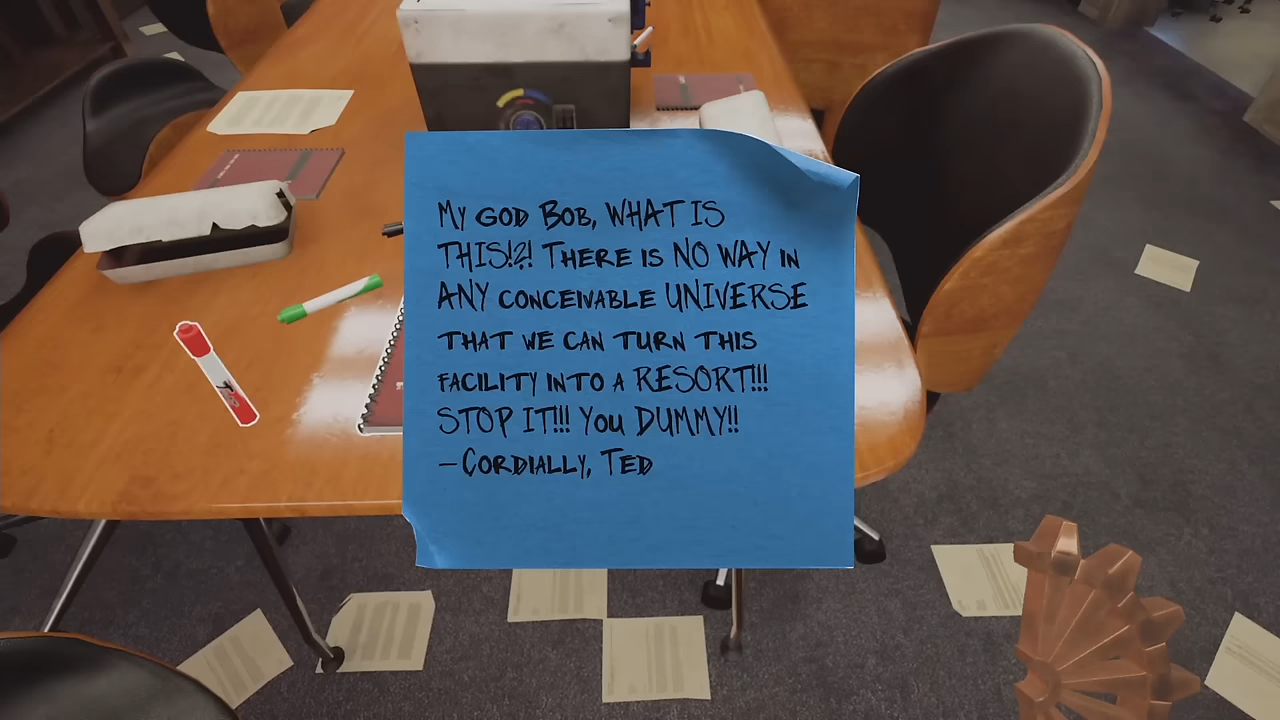 My GOD BOB, WHAT IS
THIS!?! THERE IS NO WAY IN
ANY CONCEIVABLE UNIVERSE
THAT WE CAN TURN THIS
FACILITY INTO A RESORT!!!
STOP IT!!! YOU DUMMY!!
– CORDIALLY, TED